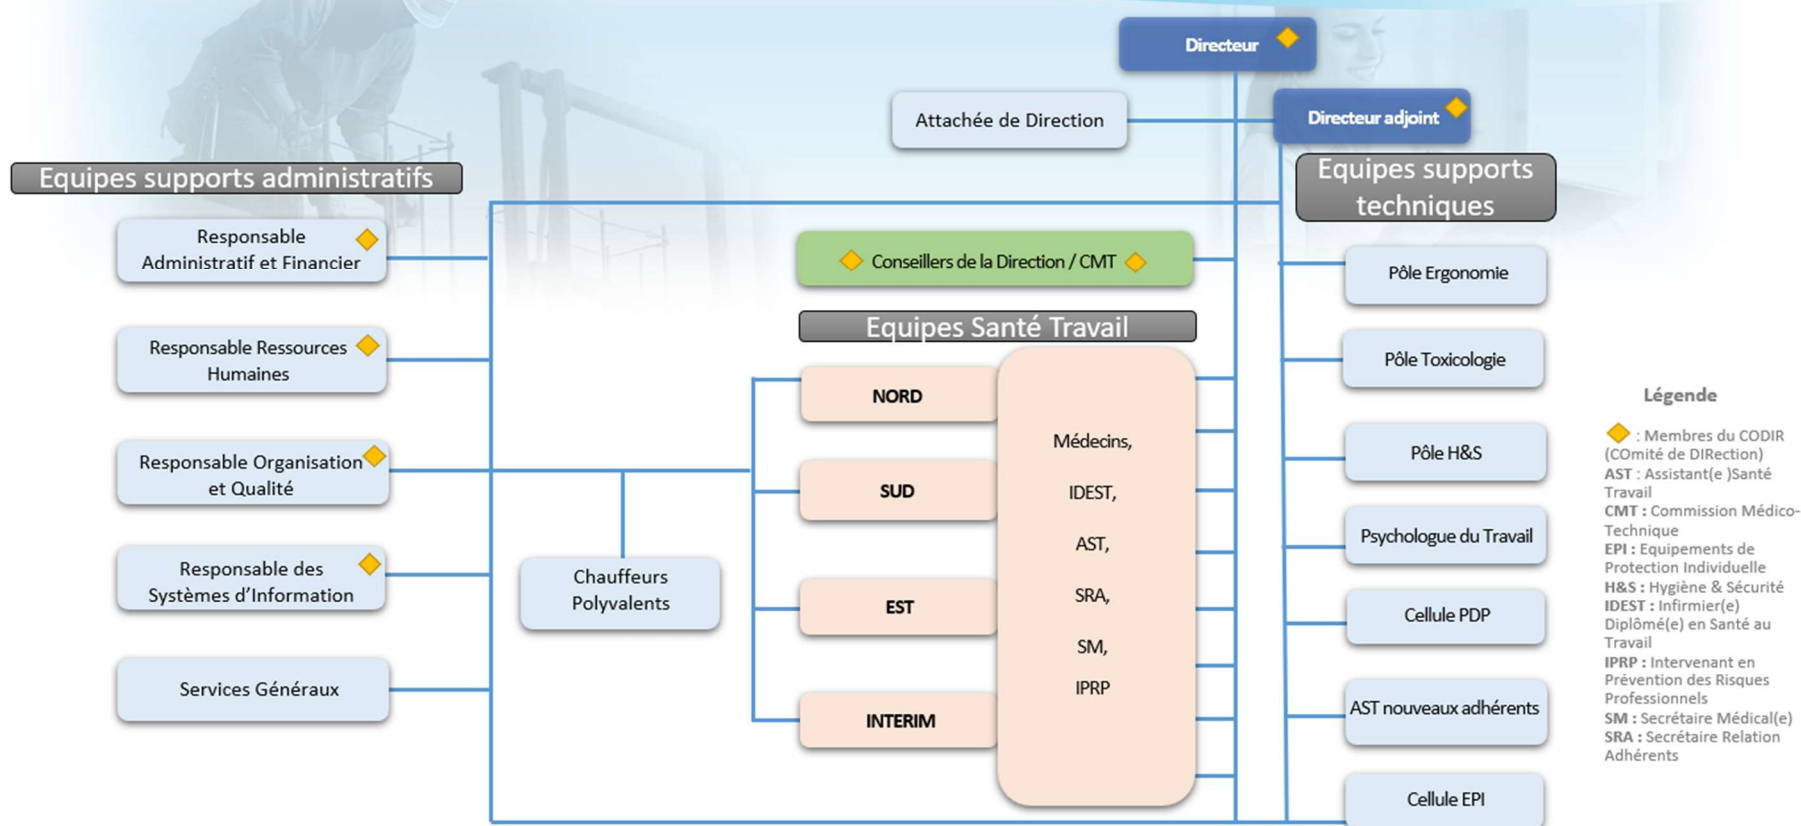 Directeur
Attachée de Direction
Directeur adjoint
Equipes supports administratifs
Equipes supports
techniques
Responsable
Administratif et Financier
Conseillers de la Direction / CMT
Pôle Ergonomie
Equipes Santé Travail
Responsable Ressources
Humaines
Pôle Toxicologie
NORD
Médecins,
IDEST,
AST,
SRA,
SM,
IPRP
Responsable Organisation
et Qualité
SUD
Pôle H&S
Psychologue du Travail
Responsable des
Systèmes d’Information
Chauffeurs
Polyvalents
EST
Cellule PDP
Services Généraux
INTERIM
AST nouveaux adhérents
Cellule EPI
Légende
: Membres du CODIR
(COmité de DIRection)
AST : Assistant(e )Santé
Travail
CMT : Commission Médico-
Technique
EPI : Equipements de
Protection Individuelle
H&S : Hygiène & Sécurité
IDEST : Infirmier(e)
Diplômé(e) en Santé au
Travail
IPRP : Intervenant en
Prévention des Risques
Professionnels
SM : Secrétaire Médical(e)
SRA : Secrétaire Relation
Adhérents